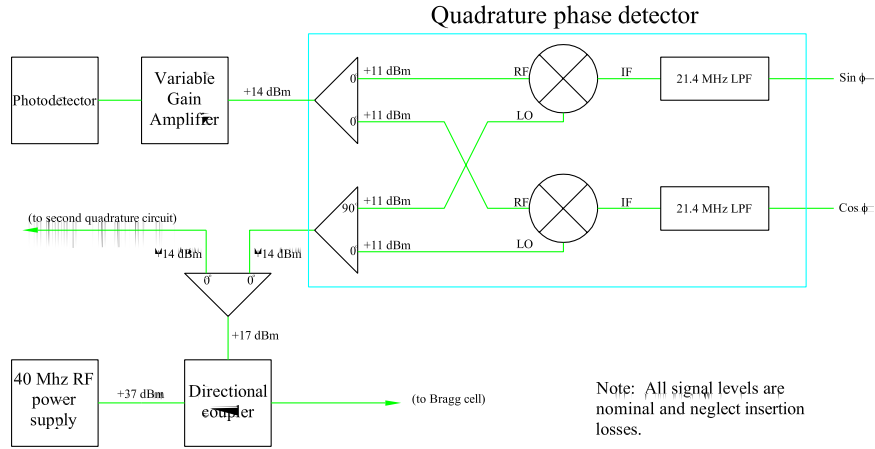 Quadrature phase detector
Photodetector
Variable
Gain
Amplifier
+14 dBm
0°
0°
+11 dBm
+11 dBm
RF
LO
IF
21.4 MHz LPF
Sin ϕ
90°
0°
+11 dBm
+11 dBm
RF
LO
IF
21.4 MHz LPF
Cos ϕ
(to second quadrature circuit)
+14 dBm
+14 dBm
0°
0°
+17 dBm
40 Mhz RF
power
supply
+37 dBm
Directional
coupler
(to Bragg cell)
Note: All signal levels are
nominal and neglect insertion
losses.